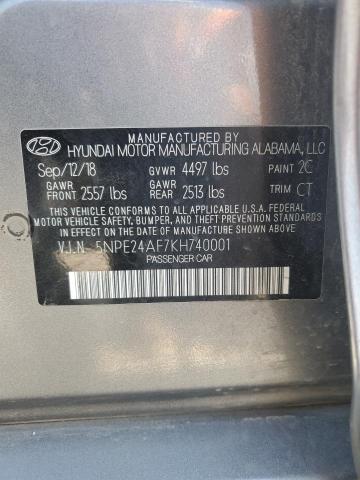 MANUFACTURED BY
HYUNDAI MOTOR MANUFACTURING ALABAMA, LLC
Sep/12/18 GVWR 4497 lbs PAINT 2C
GAWR FRONT 2557 lbs GAWR REAR 2513 lbs TRIM CT
THIS VEHICLE CONFORMS TO ALL APPLICABLE U.S.A. FEDERAL
MOTOR VEHICLE SAFETY, BUMPER, AND THEFT PREVENTION STANDARDS
IN EFFECT ON THE DATE OF MANUFACTURE SHOWN ABOVE.
V.I.N. 5NPE24AF7KH740001
PASSENGER CAR